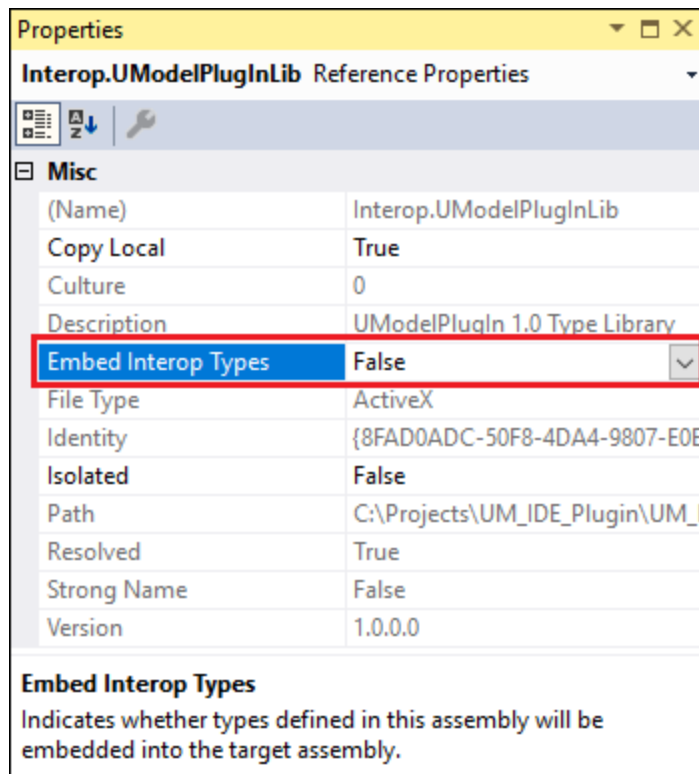 Properties
Interop.UModelPlugInLib Reference Properties
Misc
(Name) Interop.UModelPlugInLib
Copy Local True
Culture 0
Description UModelPlugIn 1.0 Type Library
Embed Interop Types False
File Type ActiveX
Identity {8FAD0ADC-50F8-4DA4-9807-E0E
Isolated False
Path C:\Projects\UM_IDE_Plugin\UM_
Resolved True
Strong Name False
Version 1.0.0.0
Embed Interop Types
Indicates whether types defined in this assembly will be
embedded into the target assembly.